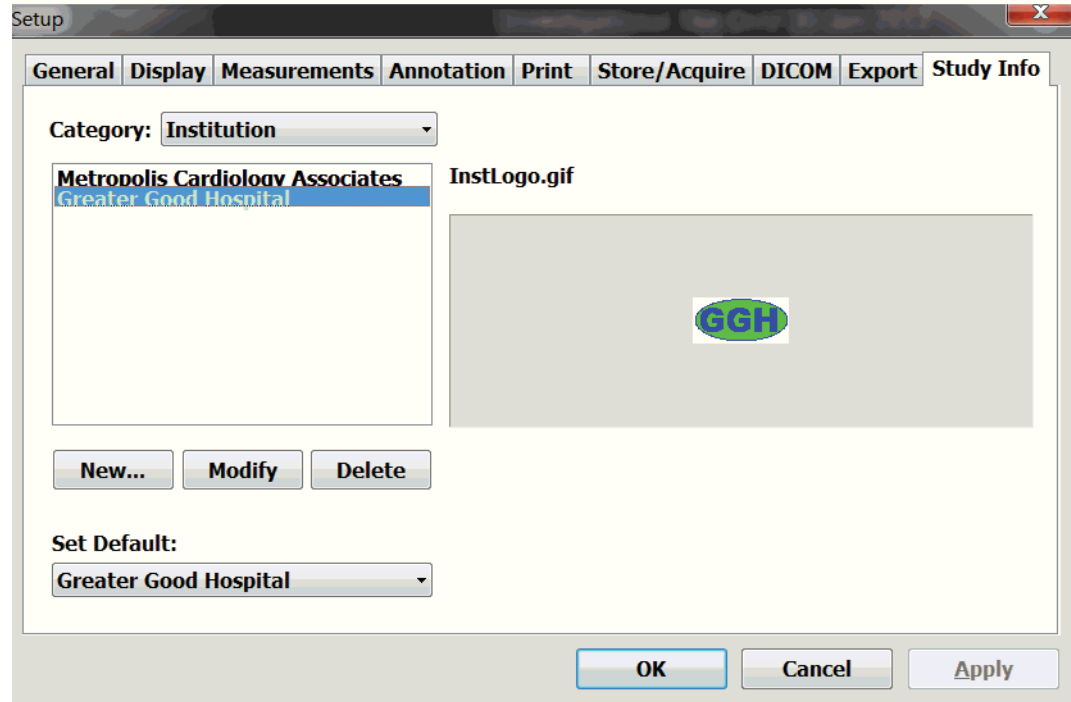 Setup
General Display Measurements Annotation Print Store/Acquire DICOM Export Study Info
Category: Institution
Metropolis Cardiology Associates
InstLogo.gif
Greater Good Hospital
GGH
New... Modify Delete
Set Default:
Greater Good Hospital
OK Cancel Apply